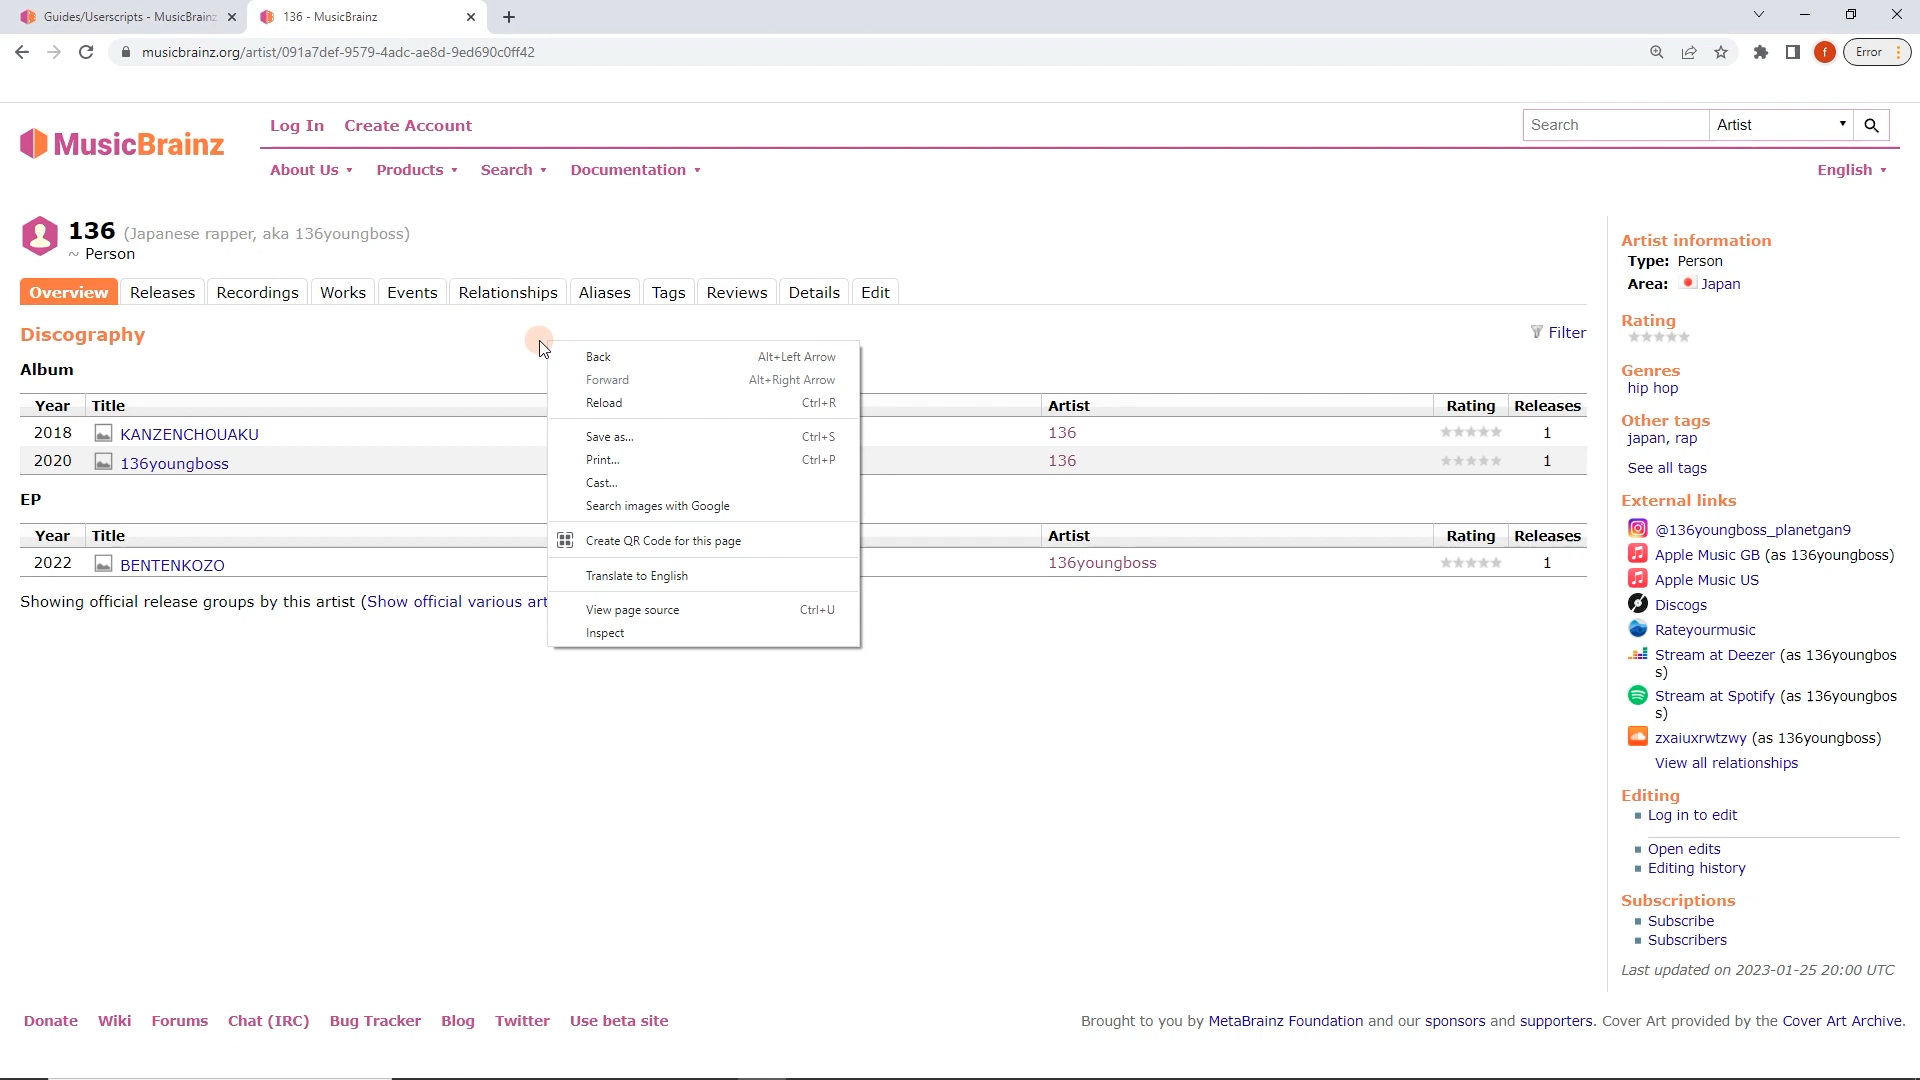 Guides/Userscripts - MusicBrainz
136 - MusicBrainz
musicbrainz.org/artist/091a7def-9579-4adc-ae8d-9ed690c0ff42
f
Error
MusicBrainz
Log In
Create Account
Search
Artist
About Us
Products
Search
Documentation
English
136 (Japanese rapper, aka 136youngboss)
~ Person
Overview
Releases
Recordings
Works
Events
Relationships
Aliases
Tags
Reviews
Details
Edit
Discography
Filter
Album
Year Title Artist Rating Releases
2018 KANZENCHOUAKU 136 1
2020 136youngboss 136 1
EP
Year Title Artist Rating Releases
2022 BENTENKOZO 136youngboss 1
Showing official release groups by this artist (Show official various
Back Alt+Left Arrow
Forward Alt+Right Arrow
Reload Ctrl+R
Save as... Ctrl+S
Print... Ctrl+P
Cast...
Search images with Google
Create QR Code for this page
Translate to English
View page source Ctrl+U
Inspect
Artist information
Type: Person
Area: Japan
Rating
Genres
hip hop
Other tags
japan, rap
See all tags
External links
@136youngboss_planetgan9
Apple Music GB (as 136youngboss)
Apple Music US
Discogs
Rateyourmusic
Stream at Deezer (as 136youngbos
s)
Stream at Spotify (as 136youngbos
s)
zxaiuxrwtzwy (as 136youngboss)
View all relationships
Editing
Log in to edit
Open edits
Editing history
Subscriptions
Subscribe
Subscribers
Last updated on 2023-01-25 20:00 UTC
Donate
Wiki
Forums
Chat (IRC)
Bug Tracker
Blog
Twitter
Use beta site
Brought to you by MetaBrainz Foundation and our sponsors and supporters. Cover Art provided by the Cover Art Archive.